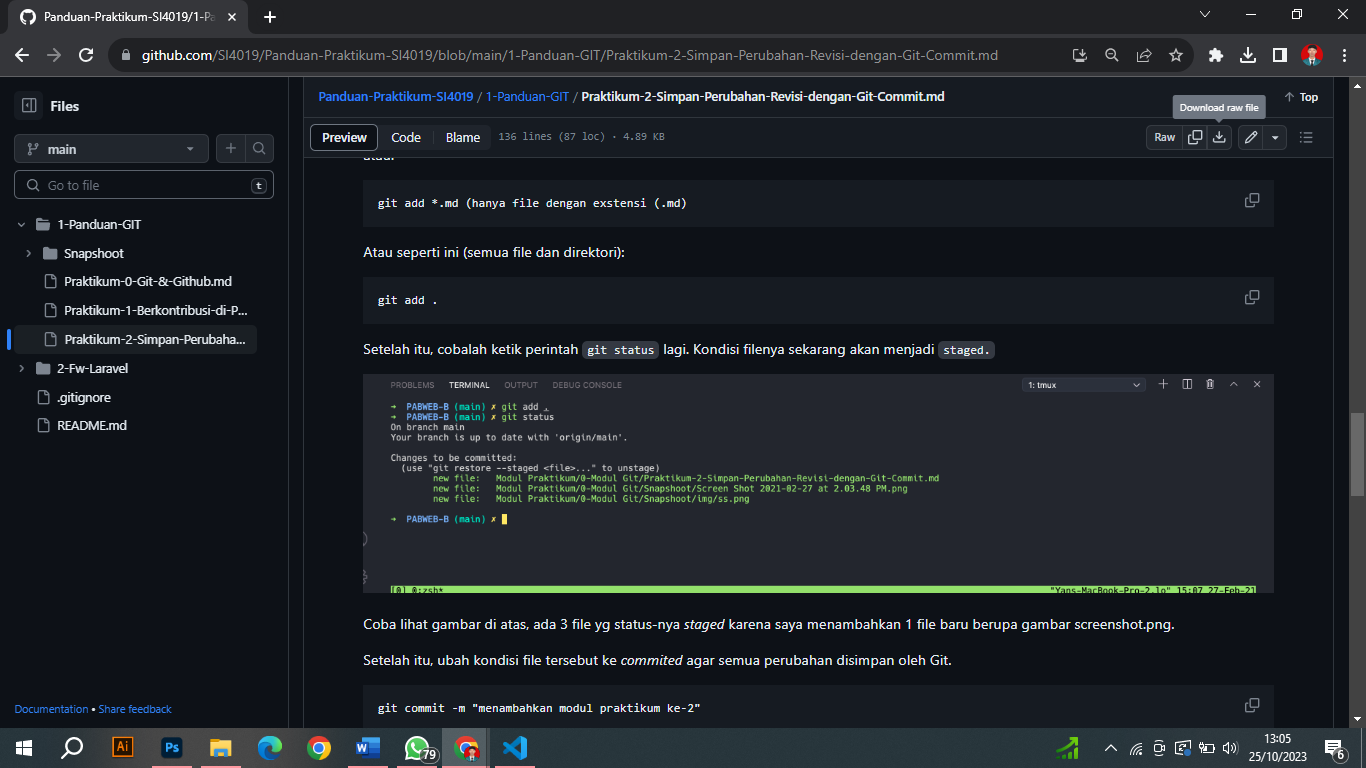 Panduan-Praktikum-SI4019/1-Pa
github.com/SI4019/Panduan-Praktikum-SI4019/blob/main/1-Panduan-GIT/Praktikum-2-Simpan-Perubahan-Revisi-dengan-Git-Commit.md
Files
main
Go to file
t
1-Panduan-GIT
Snapshoot
Praktikum-0-Git-&-Github.md
Praktikum-1-Berkontribusi-di-P...
Praktikum-2-Simpan-Perubaha...
2-Fw-Laravel
.gitignore
README.md
Documentation • Share feedback
Panduan-Praktikum-SI4019 / 1-Panduan-GIT / Praktikum-2-Simpan-Perubahan-Revisi-dengan-Git-Commit.md
Top
Download raw file
Preview Code Blame 136 lines (87 loc) · 4.89 KB
Raw
atau:
git add *.md (hanya file dengan exstensi (.md)
Atau seperti ini (semua file dan direktori):
git add .
Setelah itu, cobalah ketik perintah git status lagi. Kondisi filenya sekarang akan menjadi staged.
PROBLEMS TERMINAL OUTPUT DEBUG CONSOLE 1: tmux
→ PABWEB-B (main) ✗ git add .
→ PABWEB-B (main) ✗ git status
On branch main
Your branch is up to date with 'origin/main'.
Changes to be committed:
(use "git restore --staged <file>..." to unstage)
new file: Modul Praktikum/0-Modul Git/Praktikum-2-Simpan-Perubahan-Revisi-dengan-Git-Commit.md
new file: Modul Praktikum/0-Modul Git/Snapshoot/Screen Shot 2021-02-27 at 2.03.48 PM.png
new file: Modul Praktikum/0-Modul Git/Snapshoot/img/ss.png
→ PABWEB-B (main) ✗
[0] 0:zsh* "Yans-MacBook-Pro-2.lo" 15:07 27-Feb-21
Coba lihat gambar di atas, ada 3 file yg status-nya staged karena saya menambahkan 1 file baru berupa gambar screenshot.png.
Setelah itu, ubah kondisi file tersebut ke commited agar semua perubahan disimpan oleh Git.
git commit -m "menambahkan modul praktikum ke-2"
Ai
Ps
79
13:05
25/10/2023
6